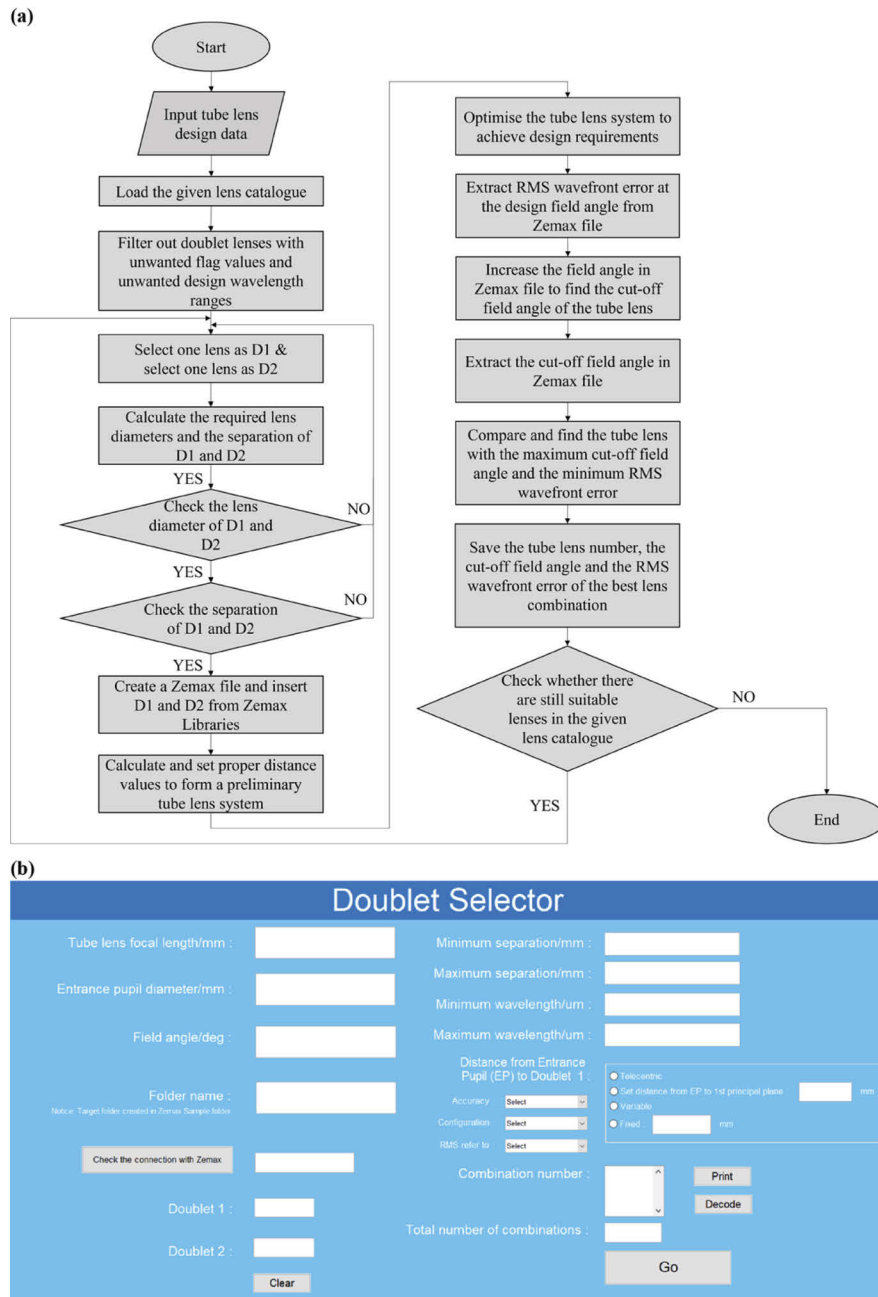 (a)
Start
Input tube lens
design data
Load the given lens catalogue
Filter out doublet lenses with
unwanted flag values and
unwanted design wavelength
ranges
Select one lens as D1 &
select one lens as D2
Calculate the required lens
diameters and the separation of
D1 and D2
YES
Check the lens
diameter of D1 and
D2
NO
YES
Check the separation
of D1 and D2
NO
YES
Create a Zemax file and insert
D1 and D2 from Zemax
Libraries
Calculate and set proper distance
values to form a preliminary
tube lens system
Optimise the tube lens system to
achieve design requirements
Extract RMS wavefront error at
the design field angle from
Zemax file
Increase the field angle in
Zemax file to find the cut-off
field angle of the tube lens
Extract the cut-off field angle in
Zemax file
Compare and find the tube lens
with the maximum cut-off field
angle and the minimum RMS
wavefront error
Save the tube lens number, the
cut-off field angle and the RMS
wavefront error of the best lens
combination
Check whether there
are still suitable
lenses in the given
lens catalogue
NO
YES
End
(b)
Doublet Selector
Tube lens focal length/mm :
Entrance pupil diameter/mm :
Field angle/deg :
Folder name :
Notice: Target folder created in Zemax Sample folder
Check the connection with Zemax
Doublet 1 :
Doublet 2 :
Clear
Minimum separation/mm :
Maximum separation/mm :
Minimum wavelength/um :
Maximum wavelength/um :
Distance from Entrance
Pupil (EP) to Doublet 1 :
Telecentric
Set distance from EP to 1st principal plane
mm
Variable
Fixed :
mm
Accuracy :
Select
Configuration
Select
RMS refer to :
Select
Combination number :
Print
Decode
Total number of combinations :
Go